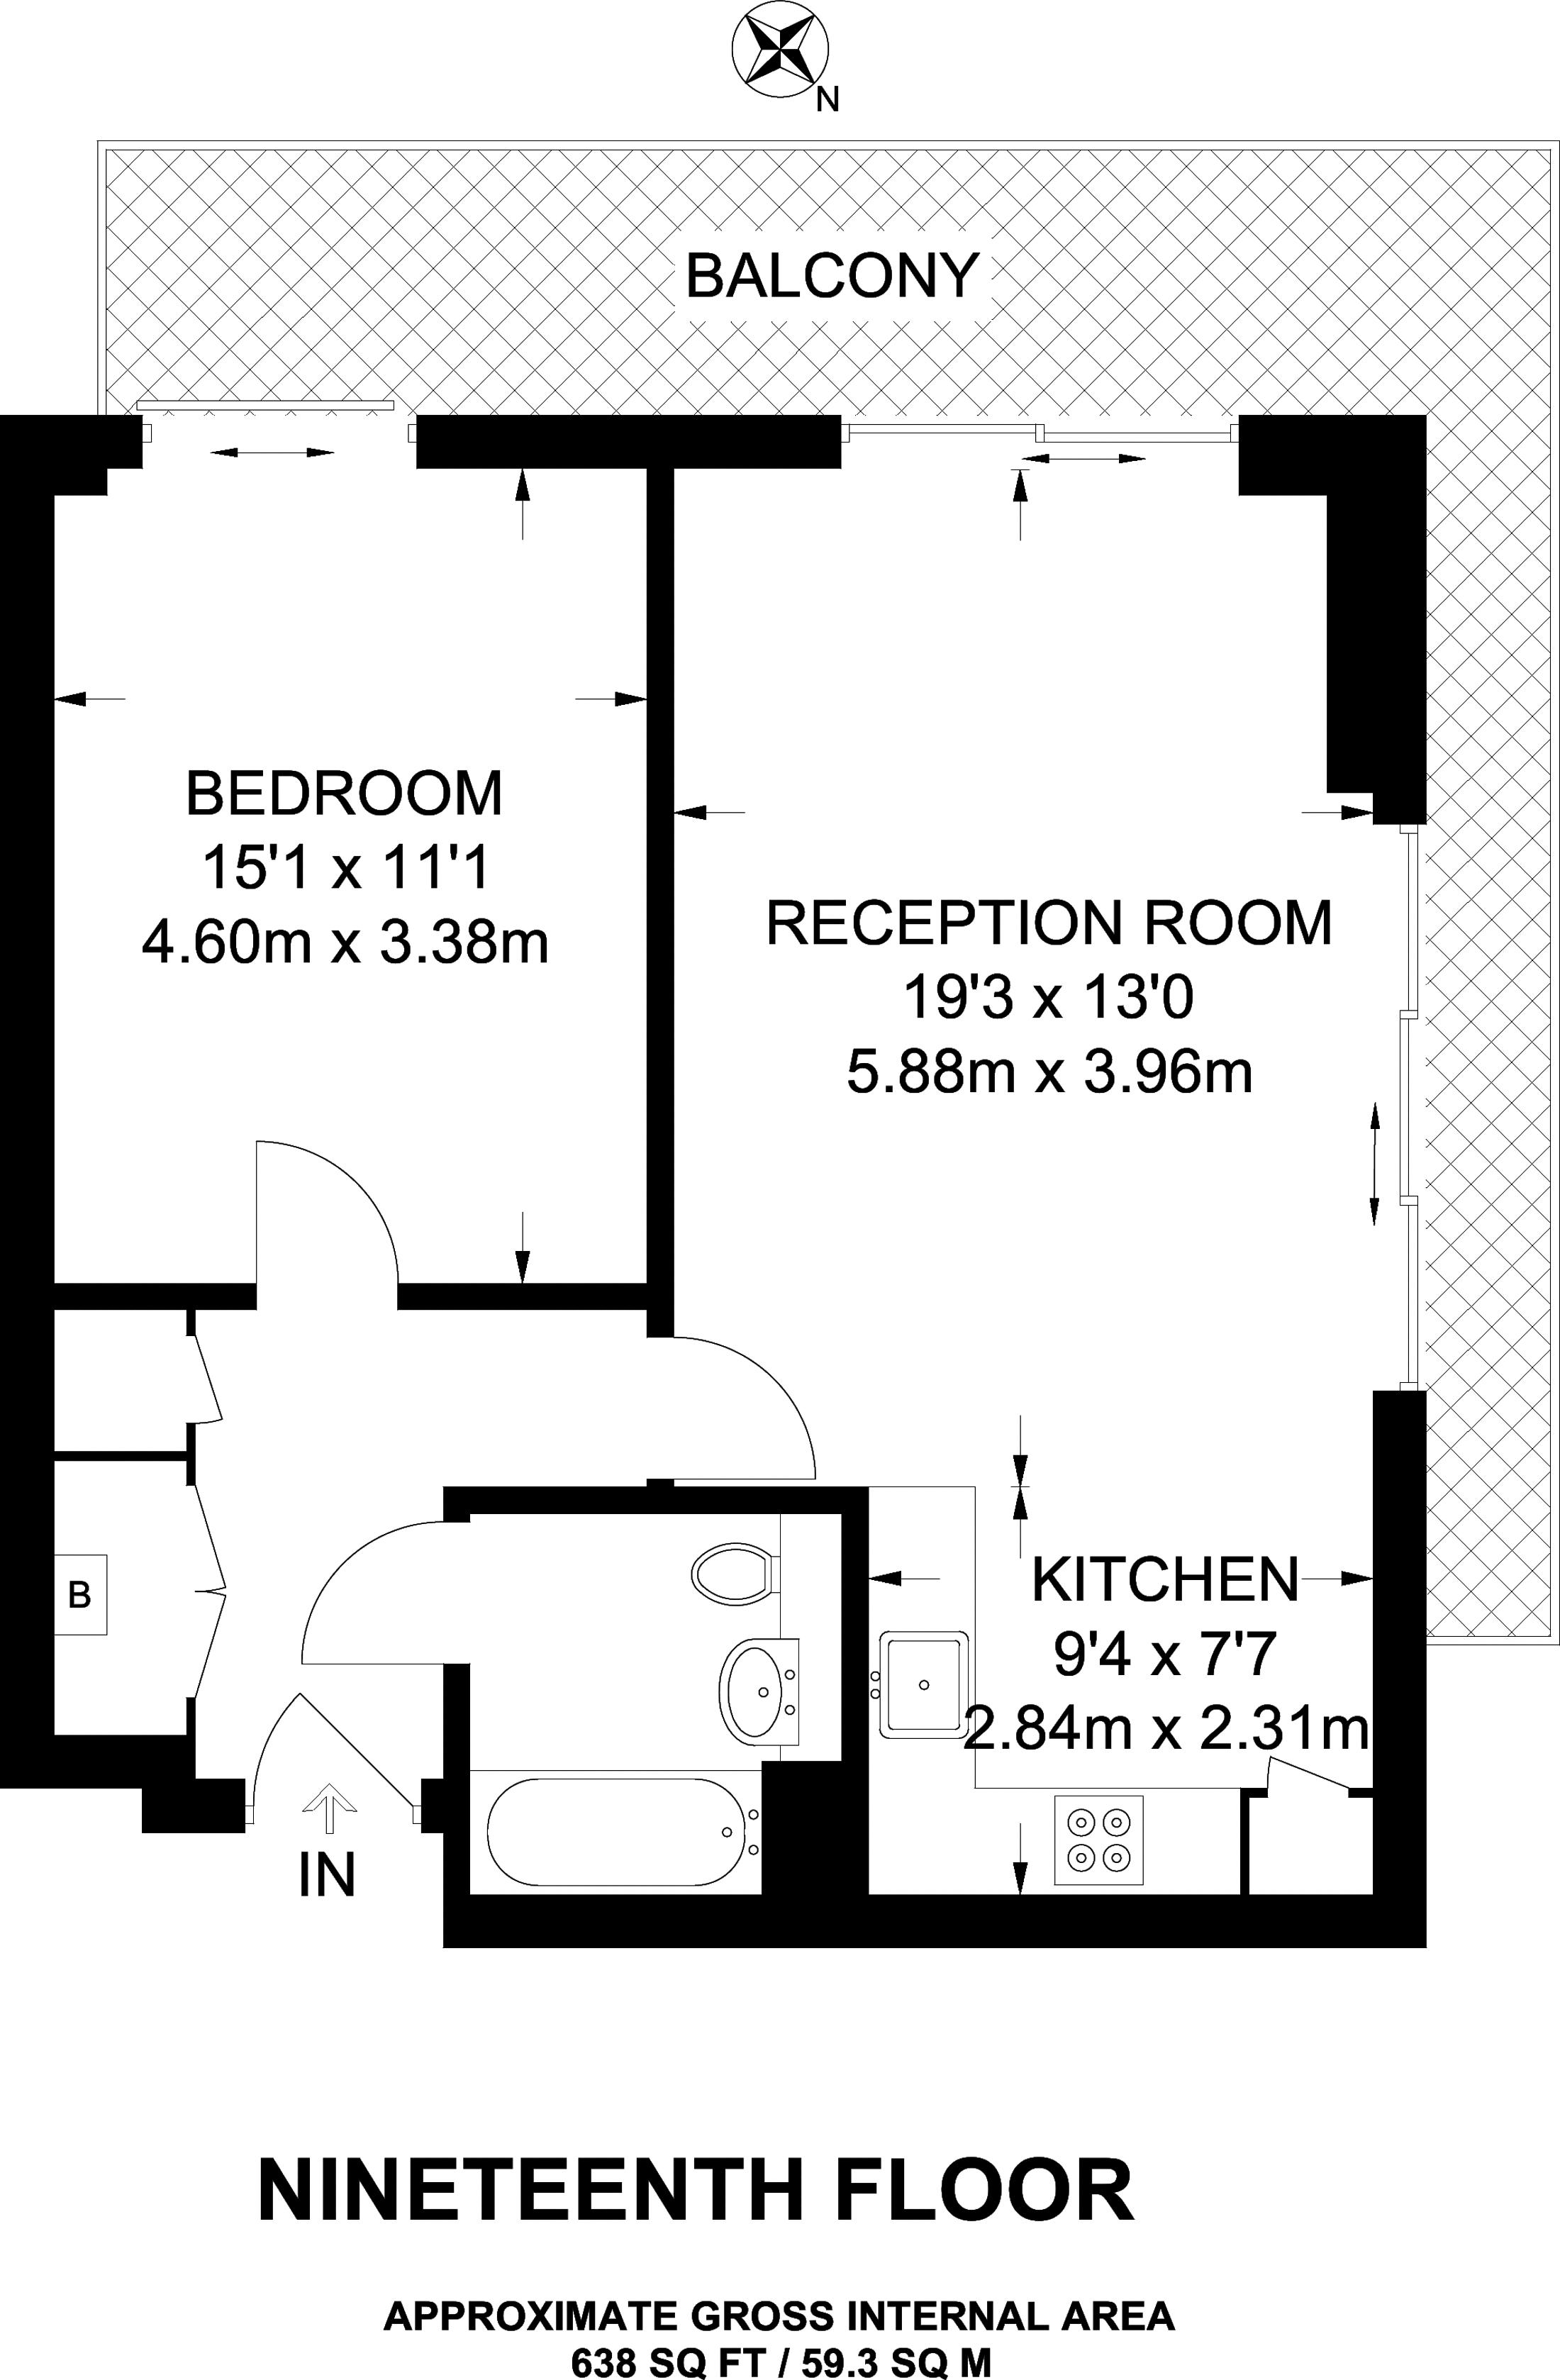 N
BALCONY
BEDROOM
15'1 x 11'1
4.60m x 3.38m
RECEPTION ROOM
19'3 x 13'0
5.88m x 3.96m
KITCHEN
9'4 x 7'7
2.84m x 2.31m
B
IN
NINETEENTH FLOOR
APPROXIMATE GROSS INTERNAL AREA
638 SQ FT / 59.3 SQ M